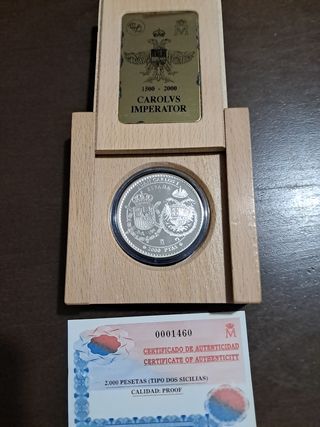 1500 - 2000
CAROLVS
IMPERATOR
ESPAÑA
2000 PTAS
0001460
CERTIFICADO DE AUTENTICIDAD
CERTIFICATE OF AUTHENTICITY
2.000 PESETAS (TIPO DOS SICILIAS)
CALIDAD: PROOF